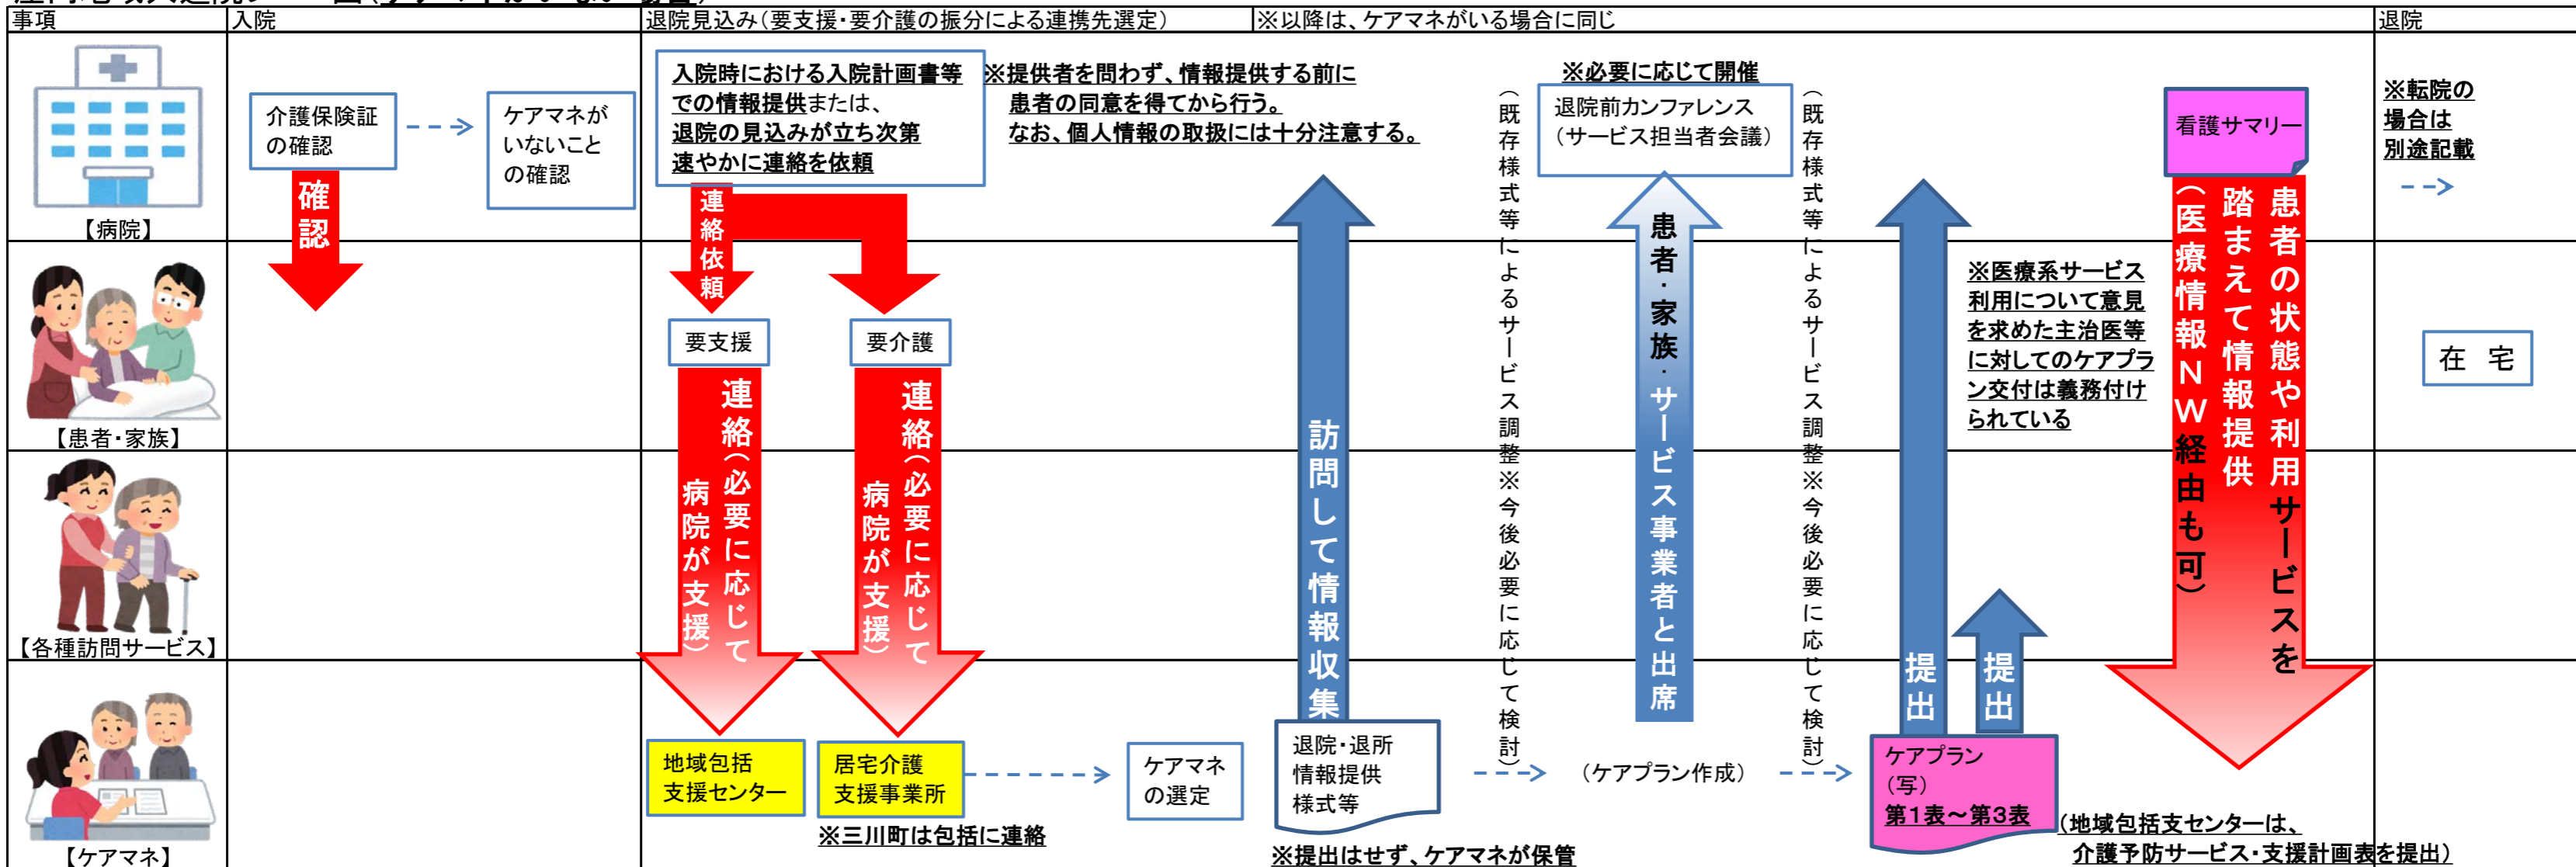 事項
入院
退院見込み(要支援・要介護の振分による連携先選定)
※以降は、ケアマネがいる場合に同じ
退院
【病院】
介護保険証
の確認
ケアマネが
いないこと
の確認
確認
入院時における入院計画書等
での情報提供または、
退院の見込みが立ち次第
速やかに連絡を依頼
※提供者を問わず、情報提供する前に
患者の同意を得てから行う。
なお、個人情報の取扱には十分注意する。
連絡依頼
※必要に応じて開催
退院前カンファレンス
(サービス担当者会議)
看護サマリー
※転院の
場合は
別途記載
【患者・家族】
要支援
要介護
※医療系サービス
利用について意見
を求めた主治医等
に対してのケアプラ
ン交付は義務付け
られている
在 宅
【各種訪問サービス】
連絡(必要に応じて
病院が支援)
連絡(必要に応じて
病院が支援)
訪問して情報収集
(既存様式等によるサービス調整※今後必要に応じて検討)
患者・家族・サービス事業者と出席
(既存様式等によるサービス調整※今後必要に応じて検討)
提出
提出
患者の状態や利用サービスを
踏まえて情報提供
(医療情報NW経由も可)
【ケアマネ】
地域包括
支援センター
居宅介護
支援事業所
※三川町は包括に連絡
ケアマネ
の選定
退院・退所
情報提供
様式等
※提出はせず、ケアマネが保管
(ケアプラン作成)
ケアプラン
(写)
第1表~第3表
(地域包括支センターは、
介護予防サービス・支援計画表を提出)